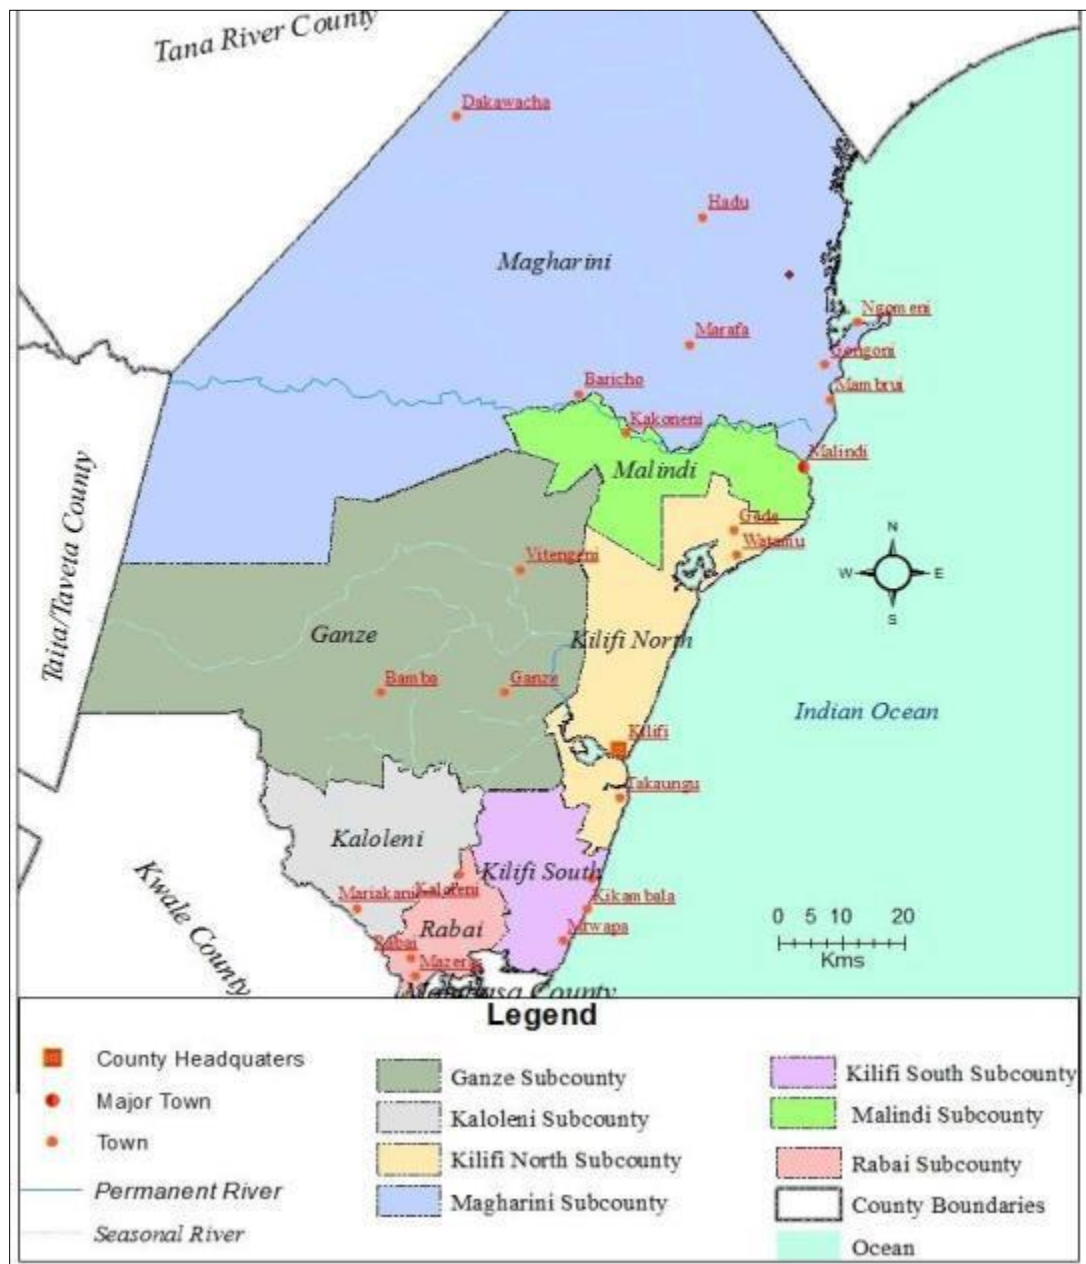 Tana River County
Dakawacha
Hadu
Magharini
Ngomeni
Marafa
Gongoni
Baricho
Mambrui
Kakoneni
Malindi
Malindi
Taita/Taveta County
Gede
Watamu
N
W
E
S
Vitengeni
Ganze
Kilifi North
Bamba
Ganze
Indian Ocean
Kilifi
Takaungu
Kaloleni
Kilifi South
Kwale County
Mariakani
Kaloleni
Kikambala
Rabai
Mtwapa
Rabai
Mazeras
Mombasa County
0 5 10 20
Kms
Legend
County Headquaters
Major Town
Town
Permanent River
Seasonal River
Ganze Subcounty
Kaloleni Subcounty
Kilifi North Subcounty
Magharini Subcounty
Kilifi South Subcounty
Malindi Subcounty
Rabai Subcounty
County Boundaries
Ocean